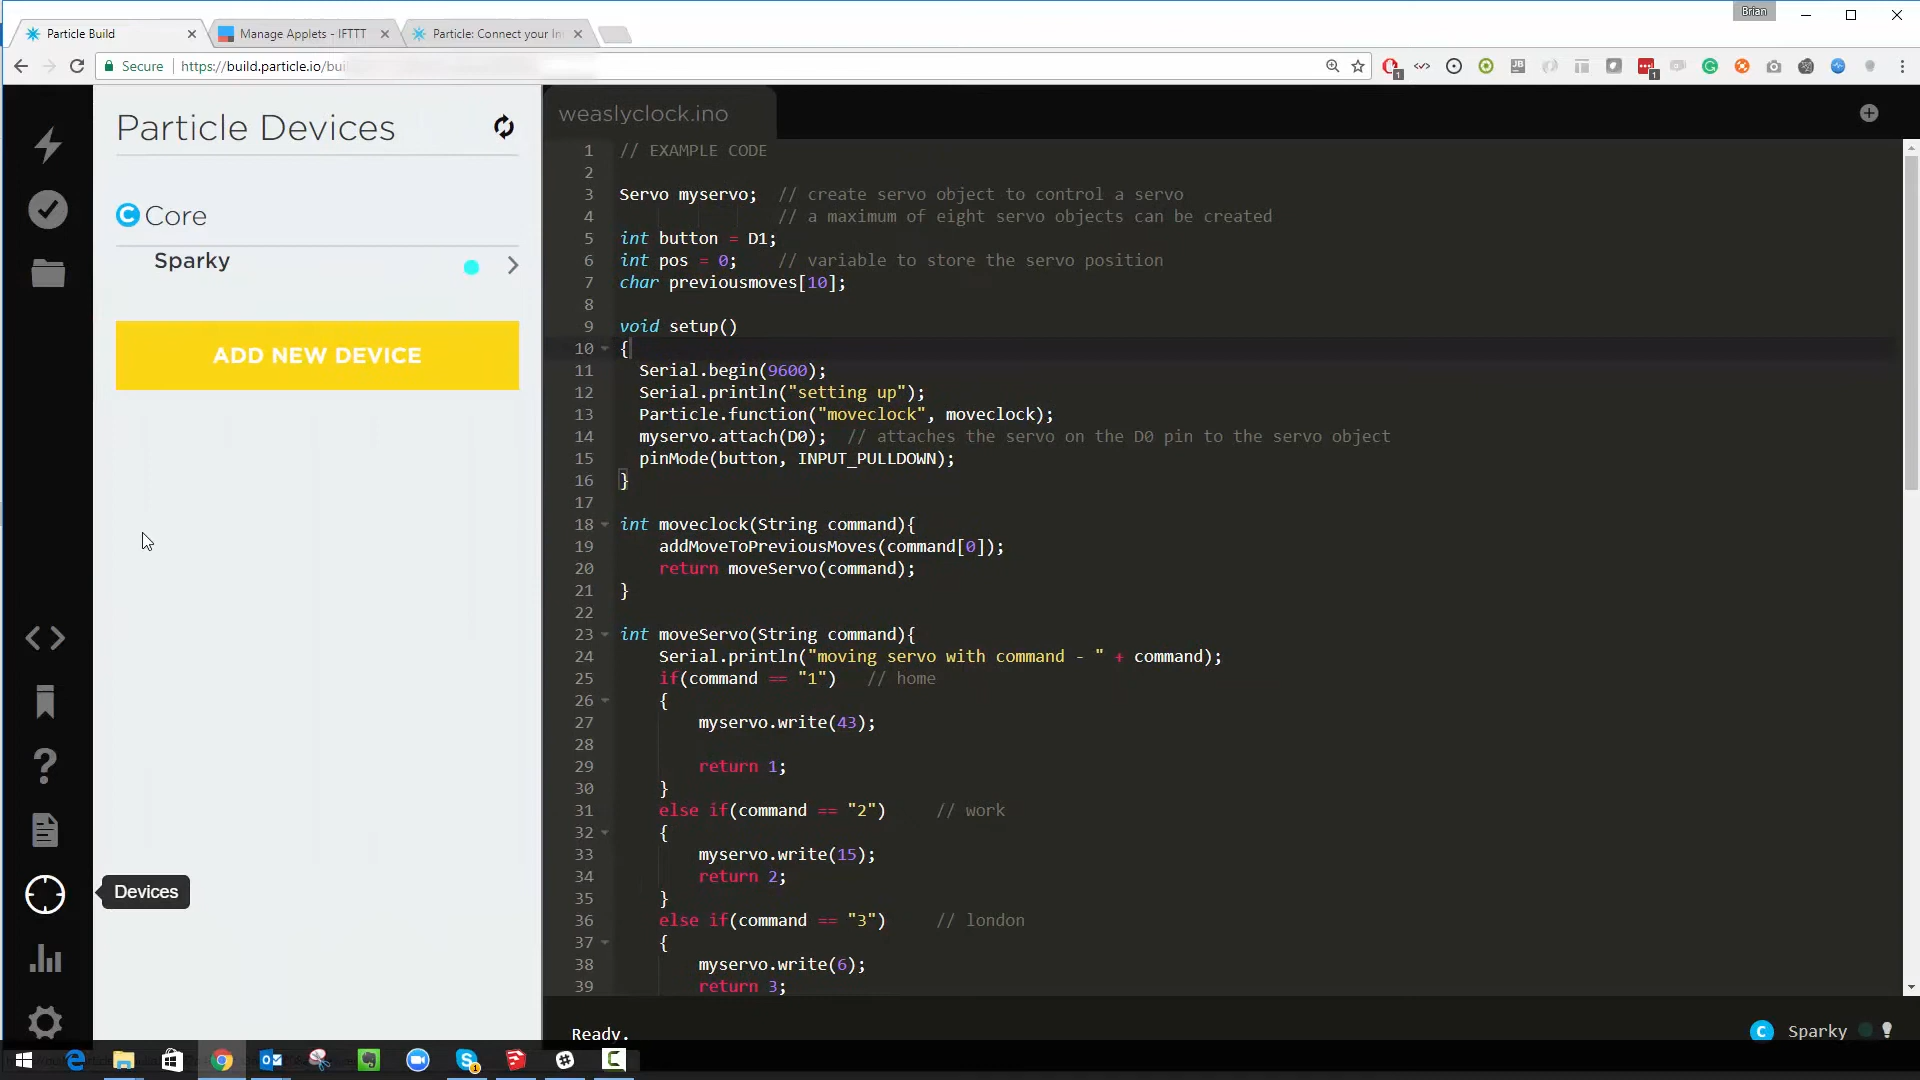 Brian
Particle Build
Manage Applets - IFTTT
Particle: Connect your In
Secure
https://build.particle.io/bui
Particle Devices
Core
Sparky
ADD NEW DEVICE
Devices
weaslyclock.ino
1 // EXAMPLE CODE
2
3 Servo myservo;  // create servo object to control a servo
4 // a maximum of eight servo objects can be created
5 int button = D1;
6 int pos = 0;    // variable to store the servo position
7 char previousmoves[10];
8
9 void setup()
10 {
11 Serial.begin(9600);
12 Serial.println("setting up");
13 Particle.function("moveclock", moveclock);
14 myservo.attach(D0);  // attaches the servo on the D0 pin to the servo object
15 pinMode(button, INPUT_PULLDOWN);
16 }
17
18 int moveclock(String command){
19 addMoveToPreviousMoves(command[0]);
20 return moveServo(command);
21 }
22
23 int moveServo(String command){
24 Serial.println("moving servo with command - " + command);
25 if(command == "1")   // home
26 {
27 myservo.write(43);
28
29 return 1;
30 }
31 else if(command == "2")     // work
32 {
33 myservo.write(15);
34 return 2;
35 }
36 else if(command == "3")     // london
37 {
38 myservo.write(6);
39 return 3;
Ready.
Sparky